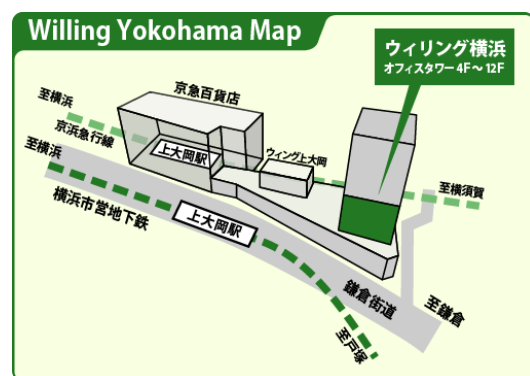 Willing Yokohama Map
ウィリング横浜
オフィスタワー 4F〜12F
京急百貨店
至横浜
京浜急行線
上大岡駅
ウィング上大岡
至横須賀
至横浜
横浜市営地下鉄
上大岡駅
鎌倉街道
至鎌倉
至戸塚